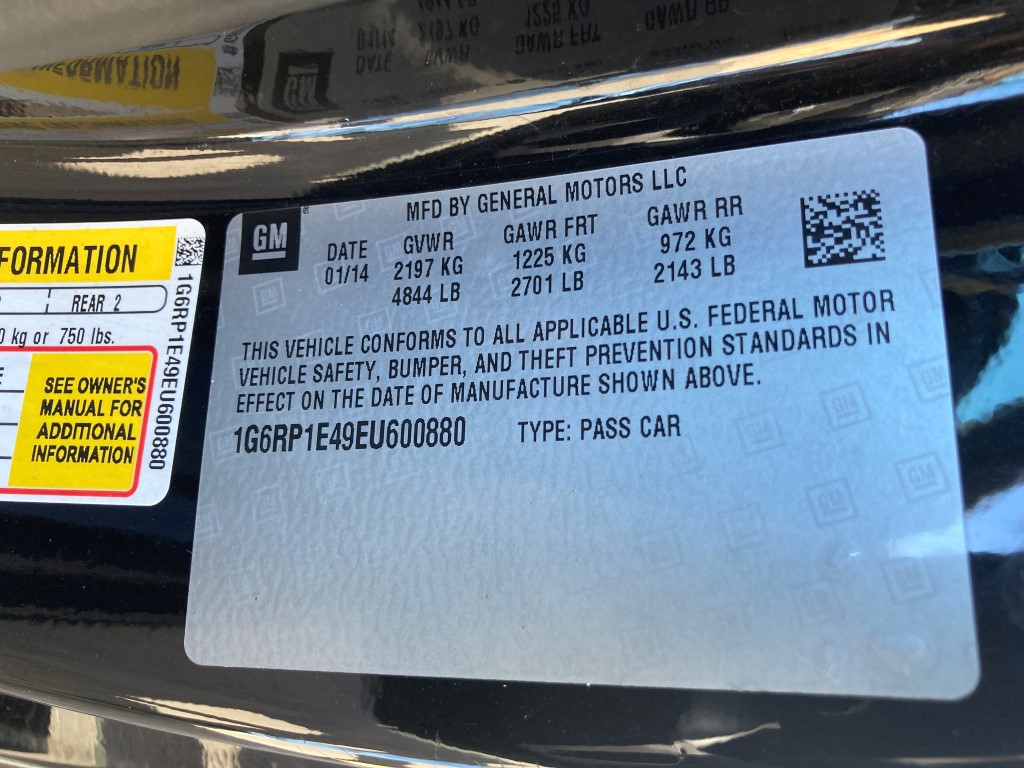 GM
MFD BY GENERAL MOTORS LLC
DATE GVWR GAWR FRT GAWR RR
01/14 2197 KG 1225 KG 972 KG
4844 LB 2701 LB 2143 LB
THIS VEHICLE CONFORMS TO ALL APPLICABLE U.S. FEDERAL MOTOR
VEHICLE SAFETY, BUMPER, AND THEFT PREVENTION STANDARDS IN
EFFECT ON THE DATE OF MANUFACTURE SHOWN ABOVE.
1G6RP1E49EU600880 TYPE: PASS CAR
FORMATION
REAR 2
kg or 750 lbs.
SEE OWNER'S
MANUAL FOR
ADDITIONAL
INFORMATION
1G6RP1E49EU600880